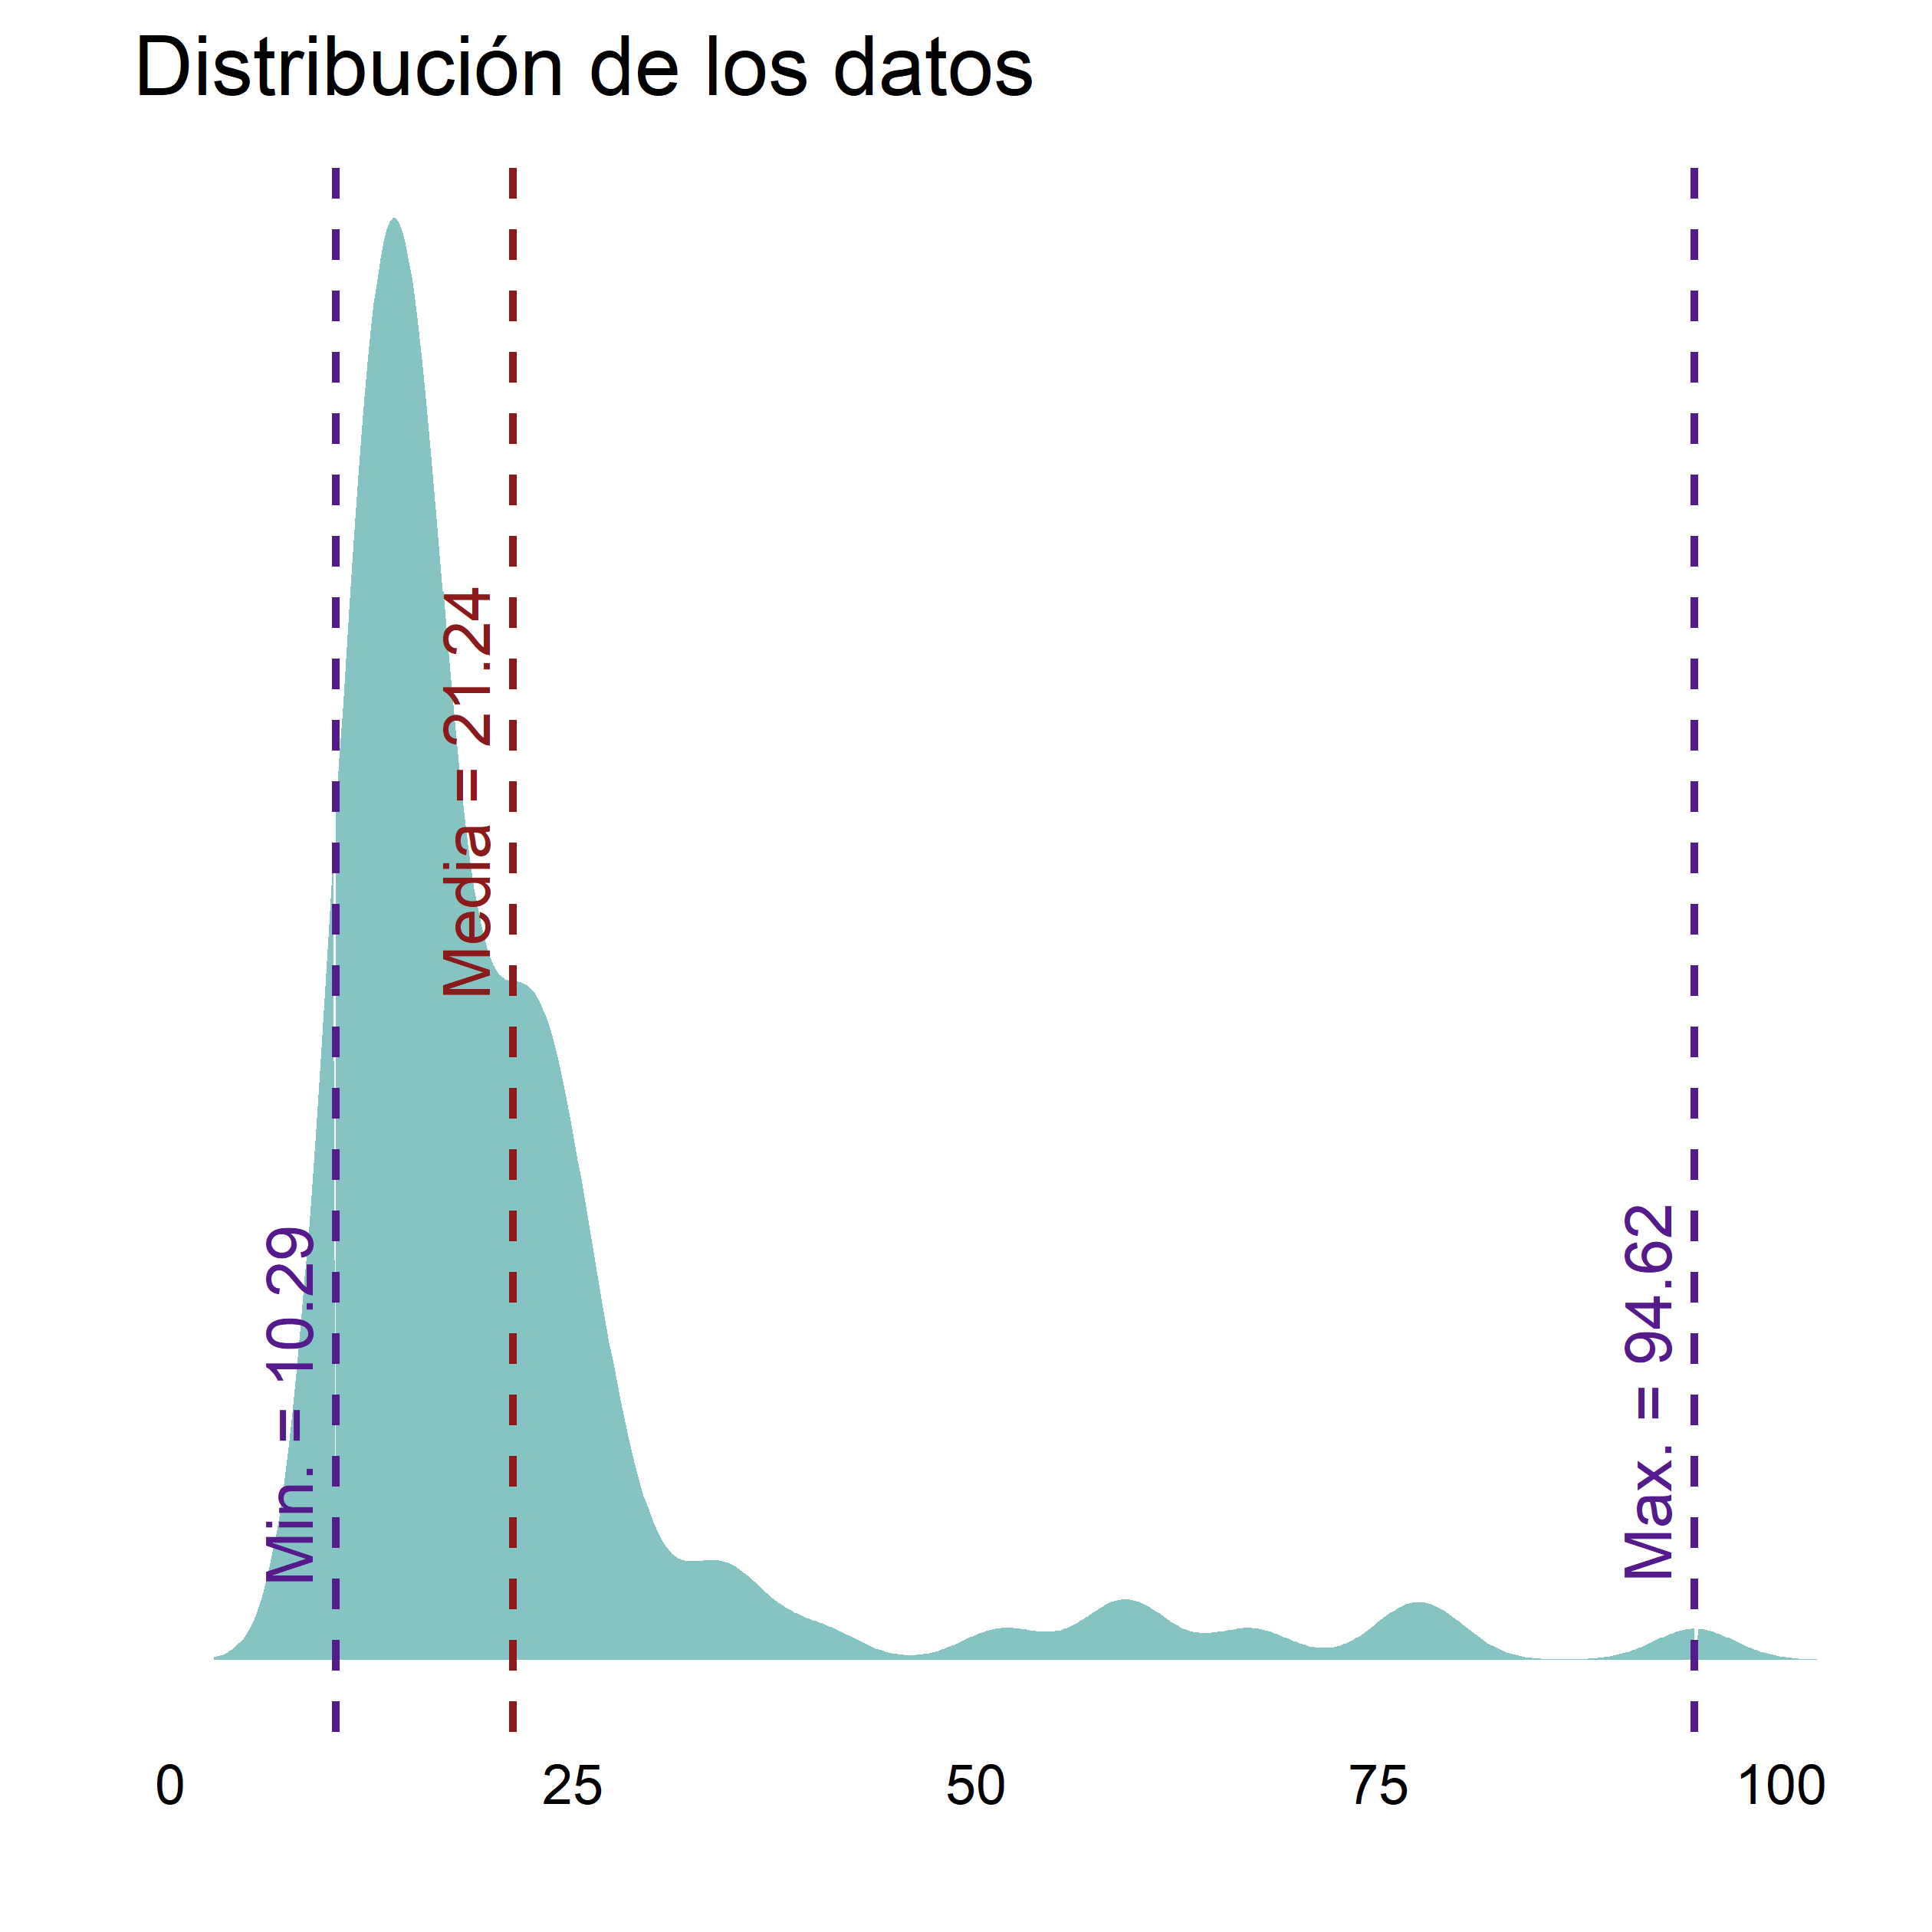 Distribución de los datos
Min. = 10.29
Media = 21.24
Max. = 94.62
0 25 50 75 100